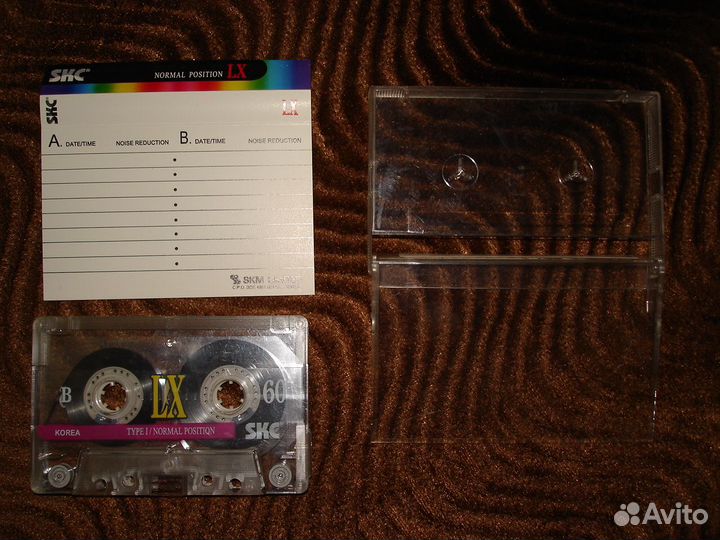 SKC NORMAL POSITION LX
SKC LX
A. DATE/TIME NOISE REDUCTION B. DATE/TIME NOISE REDUCTION
SKM
B LX 60
KOREA TYPE I / NORMAL POSITION SKC
Avito